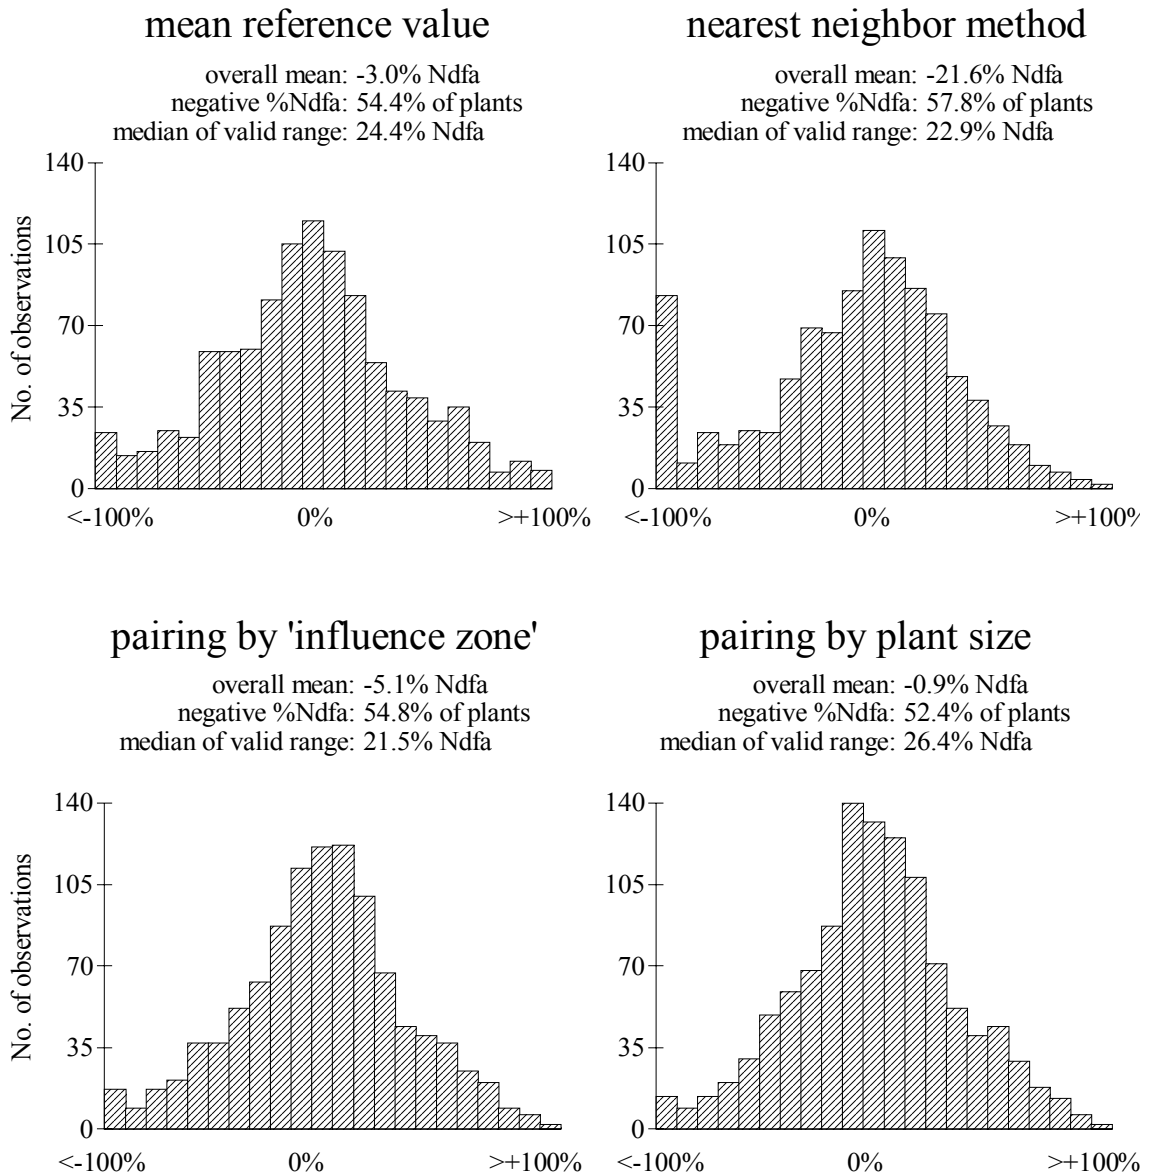 mean reference value
overall mean: -3.0% Ndfa
negative %Ndfa: 54.4% of plants
median of valid range: 24.4% Ndfa
No. of observations
140
105
70
35
0
<-100%
0%
>+100%
nearest neighbor method
overall mean: -21.6% Ndfa
negative %Ndfa: 57.8% of plants
median of valid range: 22.9% Ndfa
140
105
70
35
0
<-100%
0%
>+100%
pairing by 'influence zone'
overall mean: -5.1% Ndfa
negative %Ndfa: 54.8% of plants
median of valid range: 21.5% Ndfa
No. of observations
140
105
70
35
0
<-100%
0%
>+100%
pairing by plant size
overall mean: -0.9% Ndfa
negative %Ndfa: 52.4% of plants
median of valid range: 26.4% Ndfa
140
105
70
35
0
<-100%
0%
>+100%